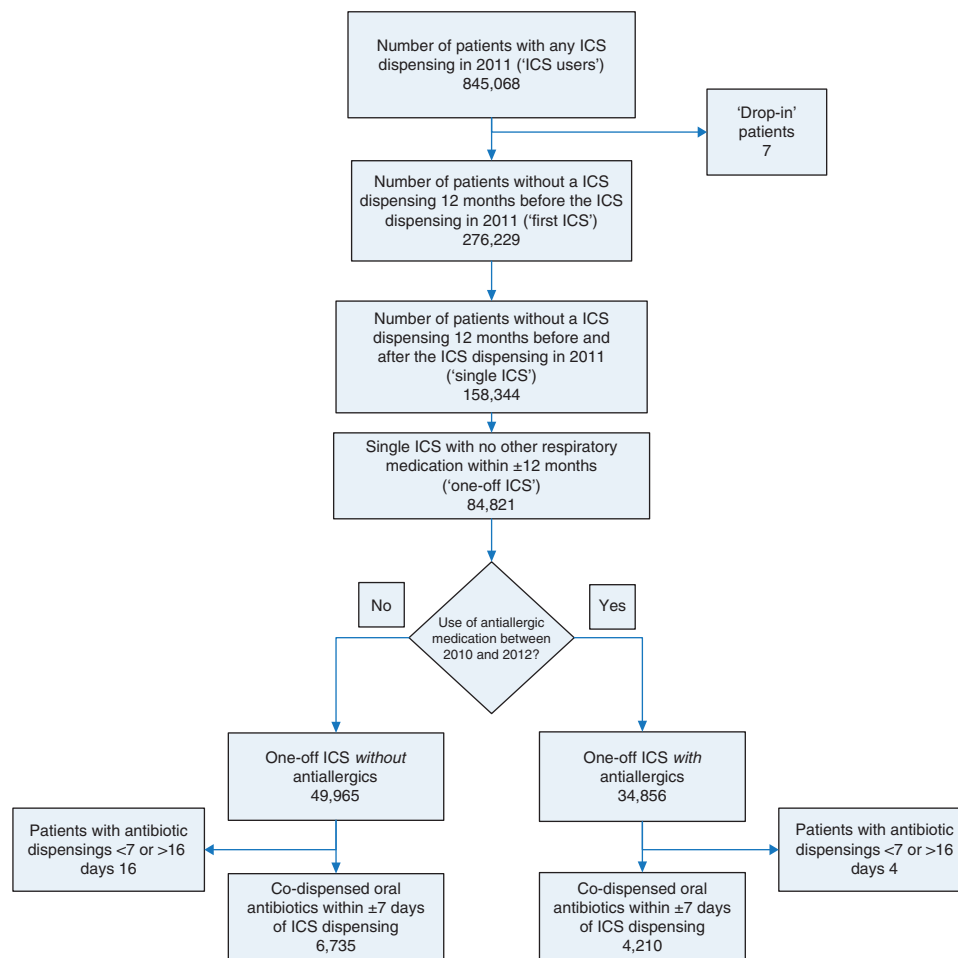 Number of patients with any ICS
dispensing in 2011 (‘ICS users’)
845,068
‘Drop-in’
patients
7
Number of patients without a ICS
dispensing 12 months before the ICS
dispensing in 2011 (‘first ICS’)
276,229
Number of patients without a ICS
dispensing 12 months before and
after the ICS dispensing in 2011
(‘single ICS’)
158,344
Single ICS with no other respiratory
medication within ±12 months
(‘one-off ICS’)
84,821
No
Yes
Use of antiallergic
medication between
2010 and 2012?
One-off ICS without
antiallergics
49,965
One-off ICS with
antiallergics
34,856
Patients with antibiotic
dispensings <7 or >16
days 16
Patients with antibiotic
dispensings <7 or >16
days 4
Co-dispensed oral
antibiotics within ±7 days
of ICS dispensing
6,735
Co-dispensed oral
antibiotics within ±7 days
of ICS dispensing
4,210